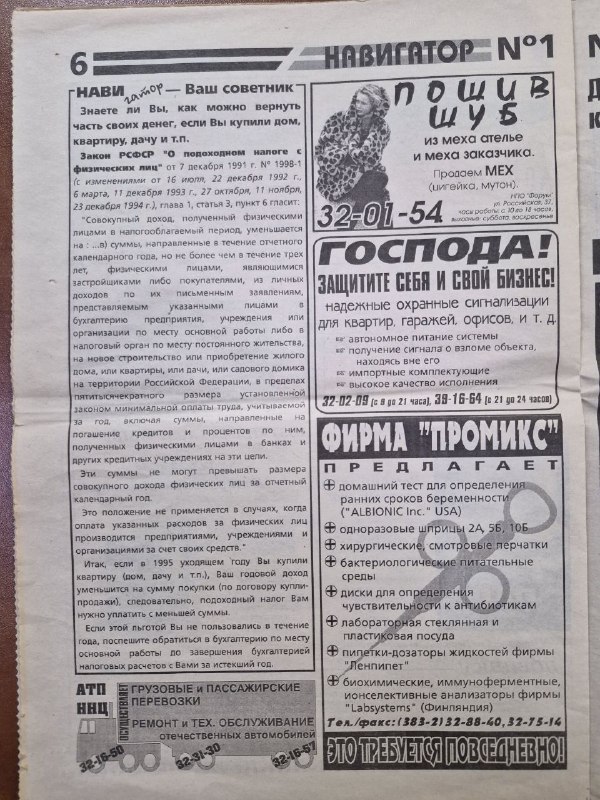 6 НАВИГАТОР №1
НАВИгатор — Ваш советник
Знаете ли Вы, как можно вернуть
часть своих денег, если Вы купили дом,
квартиру, дачу и т.п.
Закон РСФСР "О подоходном налоге с
физических лиц" от 7 декабря 1991 г. № 1998-1
(с изменениями от 16 июля, 22 декабря 1992 г.,
6 марта, 11 декабря 1993 г., 27 октября, 11 ноября,
23 декабря 1994 г.), глава 1, статья 3, пункт 6 гласит:
"Совокупный доход, полученный физическими
лицами в налогооблагаемый период, уменьшается
на : ...в) суммы, направленные в течение отчетного
календарного года, но не более чем в течение трех
лет, физическими лицами, являющимися
застройщиками либо покупателями, из личных
доходов по их письменным заявлениям,
представляемым указанными лицами в
бухгалтерию предприятия, учреждения или
организации по месту основной работы либо в
налоговый орган по месту постоянного жительства,
на новое строительство или приобретение жилого
дома, или квартиры, или дачи, или садового домика
на территории Российской Федерации, в пределах
пятитысячекратного размера установленной
законом минимальной оплаты труда, учитываемой
за год, включая суммы, направленные на
погашение кредитов и процентов по ним,
полученных физическими лицами в банках и
других кредитных учреждениях на эти цели.
Эти суммы не могут превышать размера
совокупного дохода физических лиц за отчетный
календарный год.
Это положение не применяется в случаях, когда
оплата указанных расходов за физических лиц
производится предприятиями, учреждениями и
организациями за счет своих средств."
Итак, если в 1995 уходящем году Вы купили
квартиру (дом, дачу и т.п.), Ваш годовой доход
уменьшится на сумму покупки (по договору купли-
продажи), следовательно, подоходный налог Вам
нужно уплатить с меньшей суммы.
Если этой льготой Вы не пользовались в течение
года, поспешите обратиться в бухгалтерию по месту
основной работы до завершения бухгалтерией
налоговых расчетов с Вами за истекший год.
АТП
ННЦ
ОСУЩЕСТВЛЯЕТ
ГРУЗОВЫЕ и ПАССАЖИРСКИЕ
ПЕРЕВОЗКИ
РЕМОНТ и ТЕХ. ОБСЛУЖИВАНИЕ
отечественных автомобилей
32-16-50 32-31-30 32-16-57
ПОШИВ
ШУБ
из меха ателье
и меха заказчика.
Продаем МЕХ
(цигейка, мутон).
НПО "Форум"
ул. Российская, 37,
часы работы, с 10 до 18 часов,
выходные: суббота, воскресенье
32-01-54
ГОСПОДА!
ЗАЩИТИТЕ СЕБЯ И СВОЙ БИЗНЕС!
надежные охранные сигнализации
для квартир, гаражей, офисов, и т. д.
автономное питание системы
получение сигнала о взломе объекта,
находясь вне его
импортные комплектующие
высокое качество исполнения
32-02-09 (с 9 до 21 часа), 39-16-64 (с 21 до 24 часов)
ФИРМА "ПРОМИКС"
ПРЕДЛАГАЕТ
домашний тест для определения
ранних сроков беременности
("ALBIONIC Inc." USA)
одноразовые шприцы 2А, 5Б, 10Б
хирургические, смотровые перчатки
бактериологические питательные
среды
диски для определения
чувствительности к антибиотикам
лабораторная стеклянная и
пластиковая посуда
пипетки-дозаторы жидкостей фирмы
"Ленпипет"
биохимические, иммуноферментные,
ионселективные анализаторы фирмы
"Labsystems" (Финляндия)
Тел./факс: (383-2) 32-88-40, 32-75-14
ЭТО ТРЕБУЕТСЯ ПОВСЕДНЕВНО!